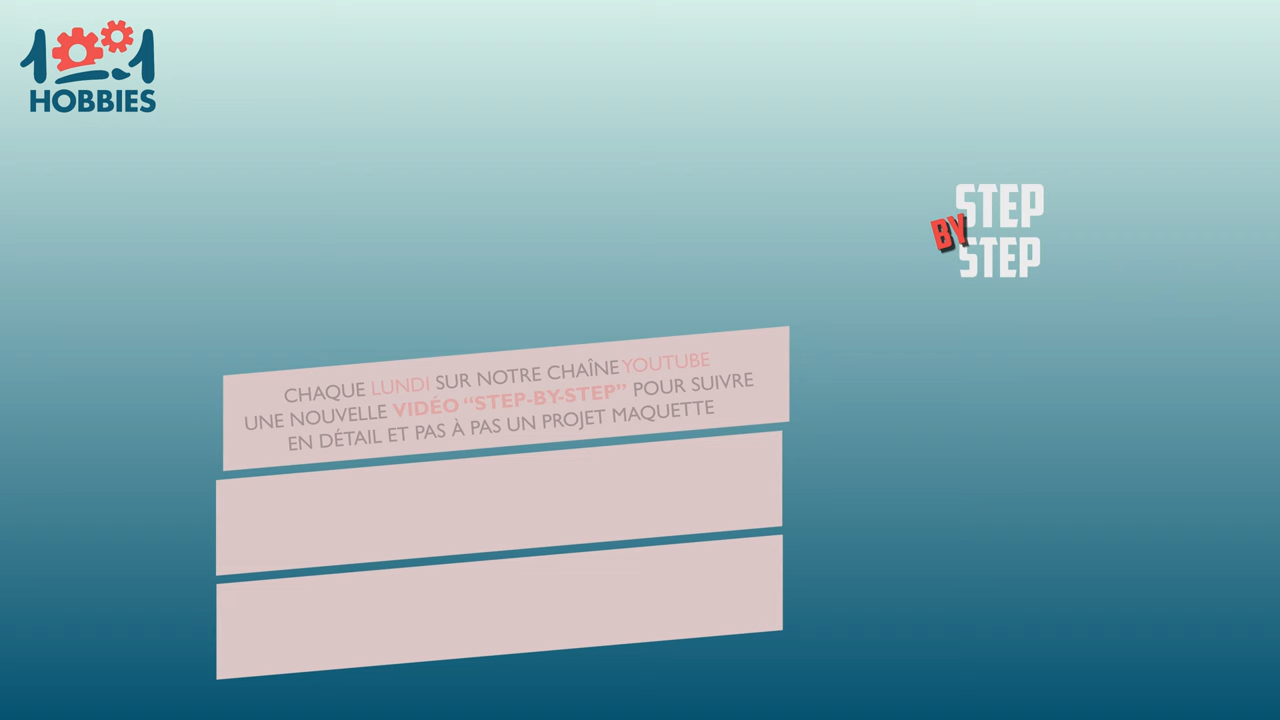 1001
HOBBIES
STEP
BY
STEP
CHAQUE LUNDI SUR NOTRE CHAÎNE YOUTUBE
UNE NOUVELLE VIDÉO “STEP-BY-STEP” POUR SUIVRE
EN DÉTAIL ET PAS À PAS UN PROJET MAQUETTE